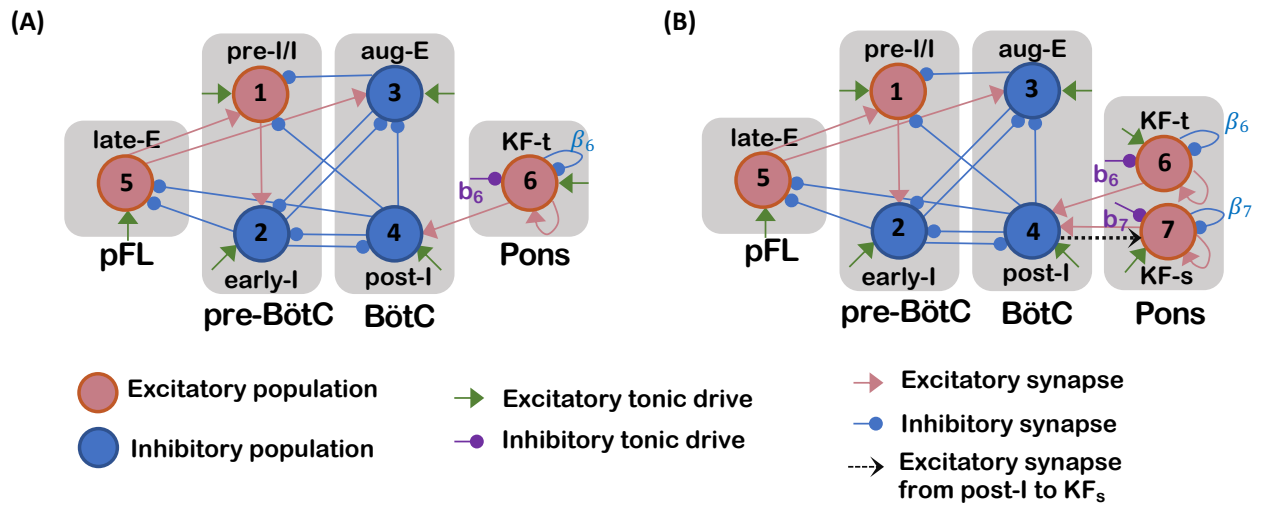 (A)
pre-I/I
aug-E
1
3
late-E
KF-t
β6
5
6
b6
2
4
pFL
Pons
early-I
post-I
pre-BötC
BötC
(B)
pre-I/I
aug-E
1
3
late-E
KF-t
β6
5
6
b6
b7
β7
2
4
7
pFL
early-I
post-I
KF-s
pre-BötC
BötC
Pons
Excitatory population
Inhibitory population
Excitatory tonic drive
Inhibitory tonic drive
Excitatory synapse
Inhibitory synapse
Excitatory synapse
from post-I to KFs